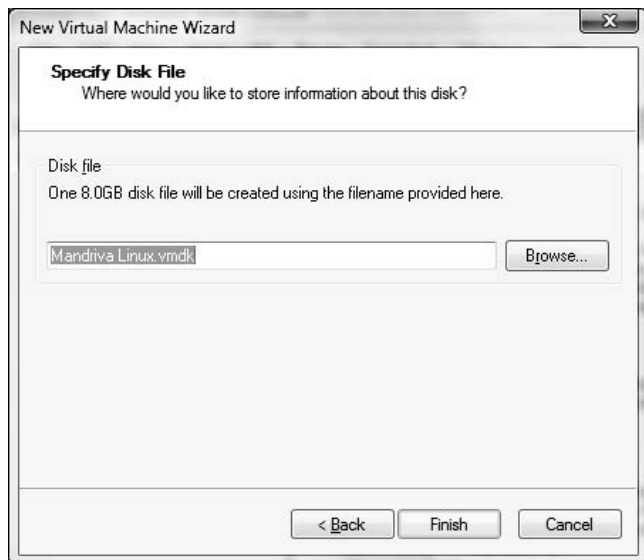 New Virtual Machine Wizard
Specify Disk File
Where would you like to store information about this disk?
Disk file
One 8.0GB disk file will be created using the filename provided here.
Mandriva Linux.vmdk
Browse...
< Back
Finish
Cancel